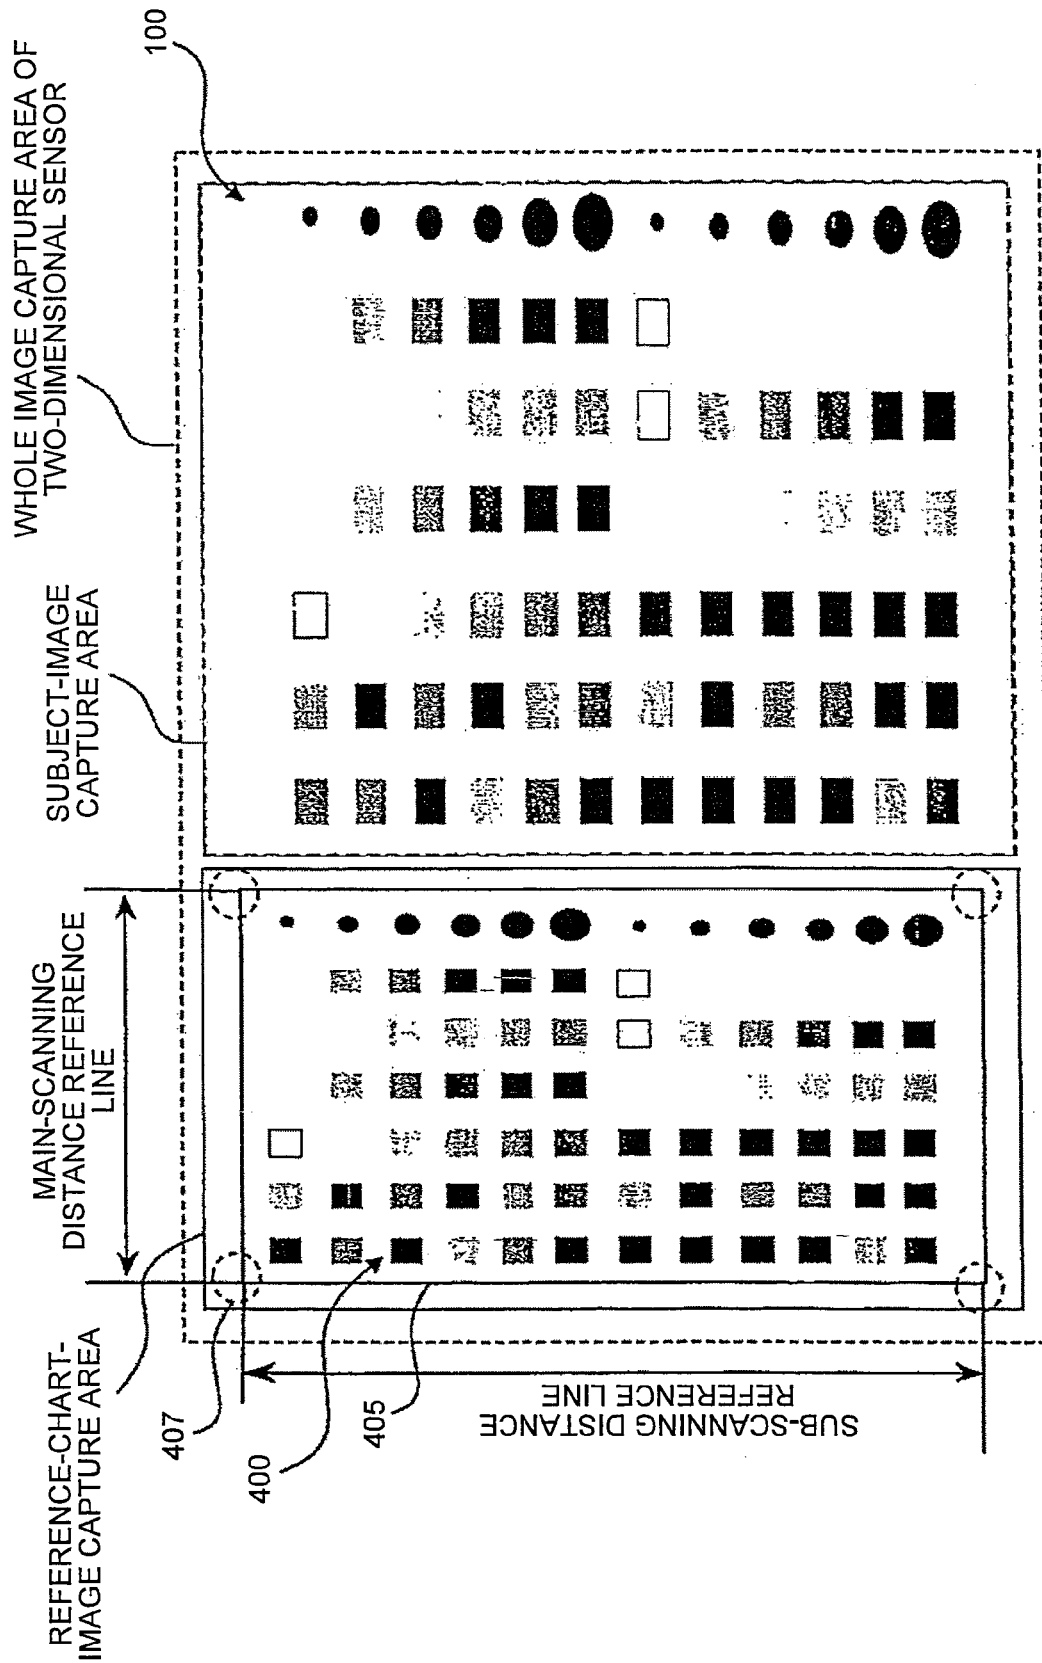 REFERENCE-CHART-
IMAGE CAPTURE AREA
MAIN-SCANNING
DISTANCE REFERENCE
LINE
SUBJECT-IMAGE
CAPTURE AREA
WHOLE IMAGE CAPTURE AREA OF
TWO-DIMENSIONAL SENSOR
100
407
400
405
SUB-SCANNING DISTANCE
REFERENCE LINE